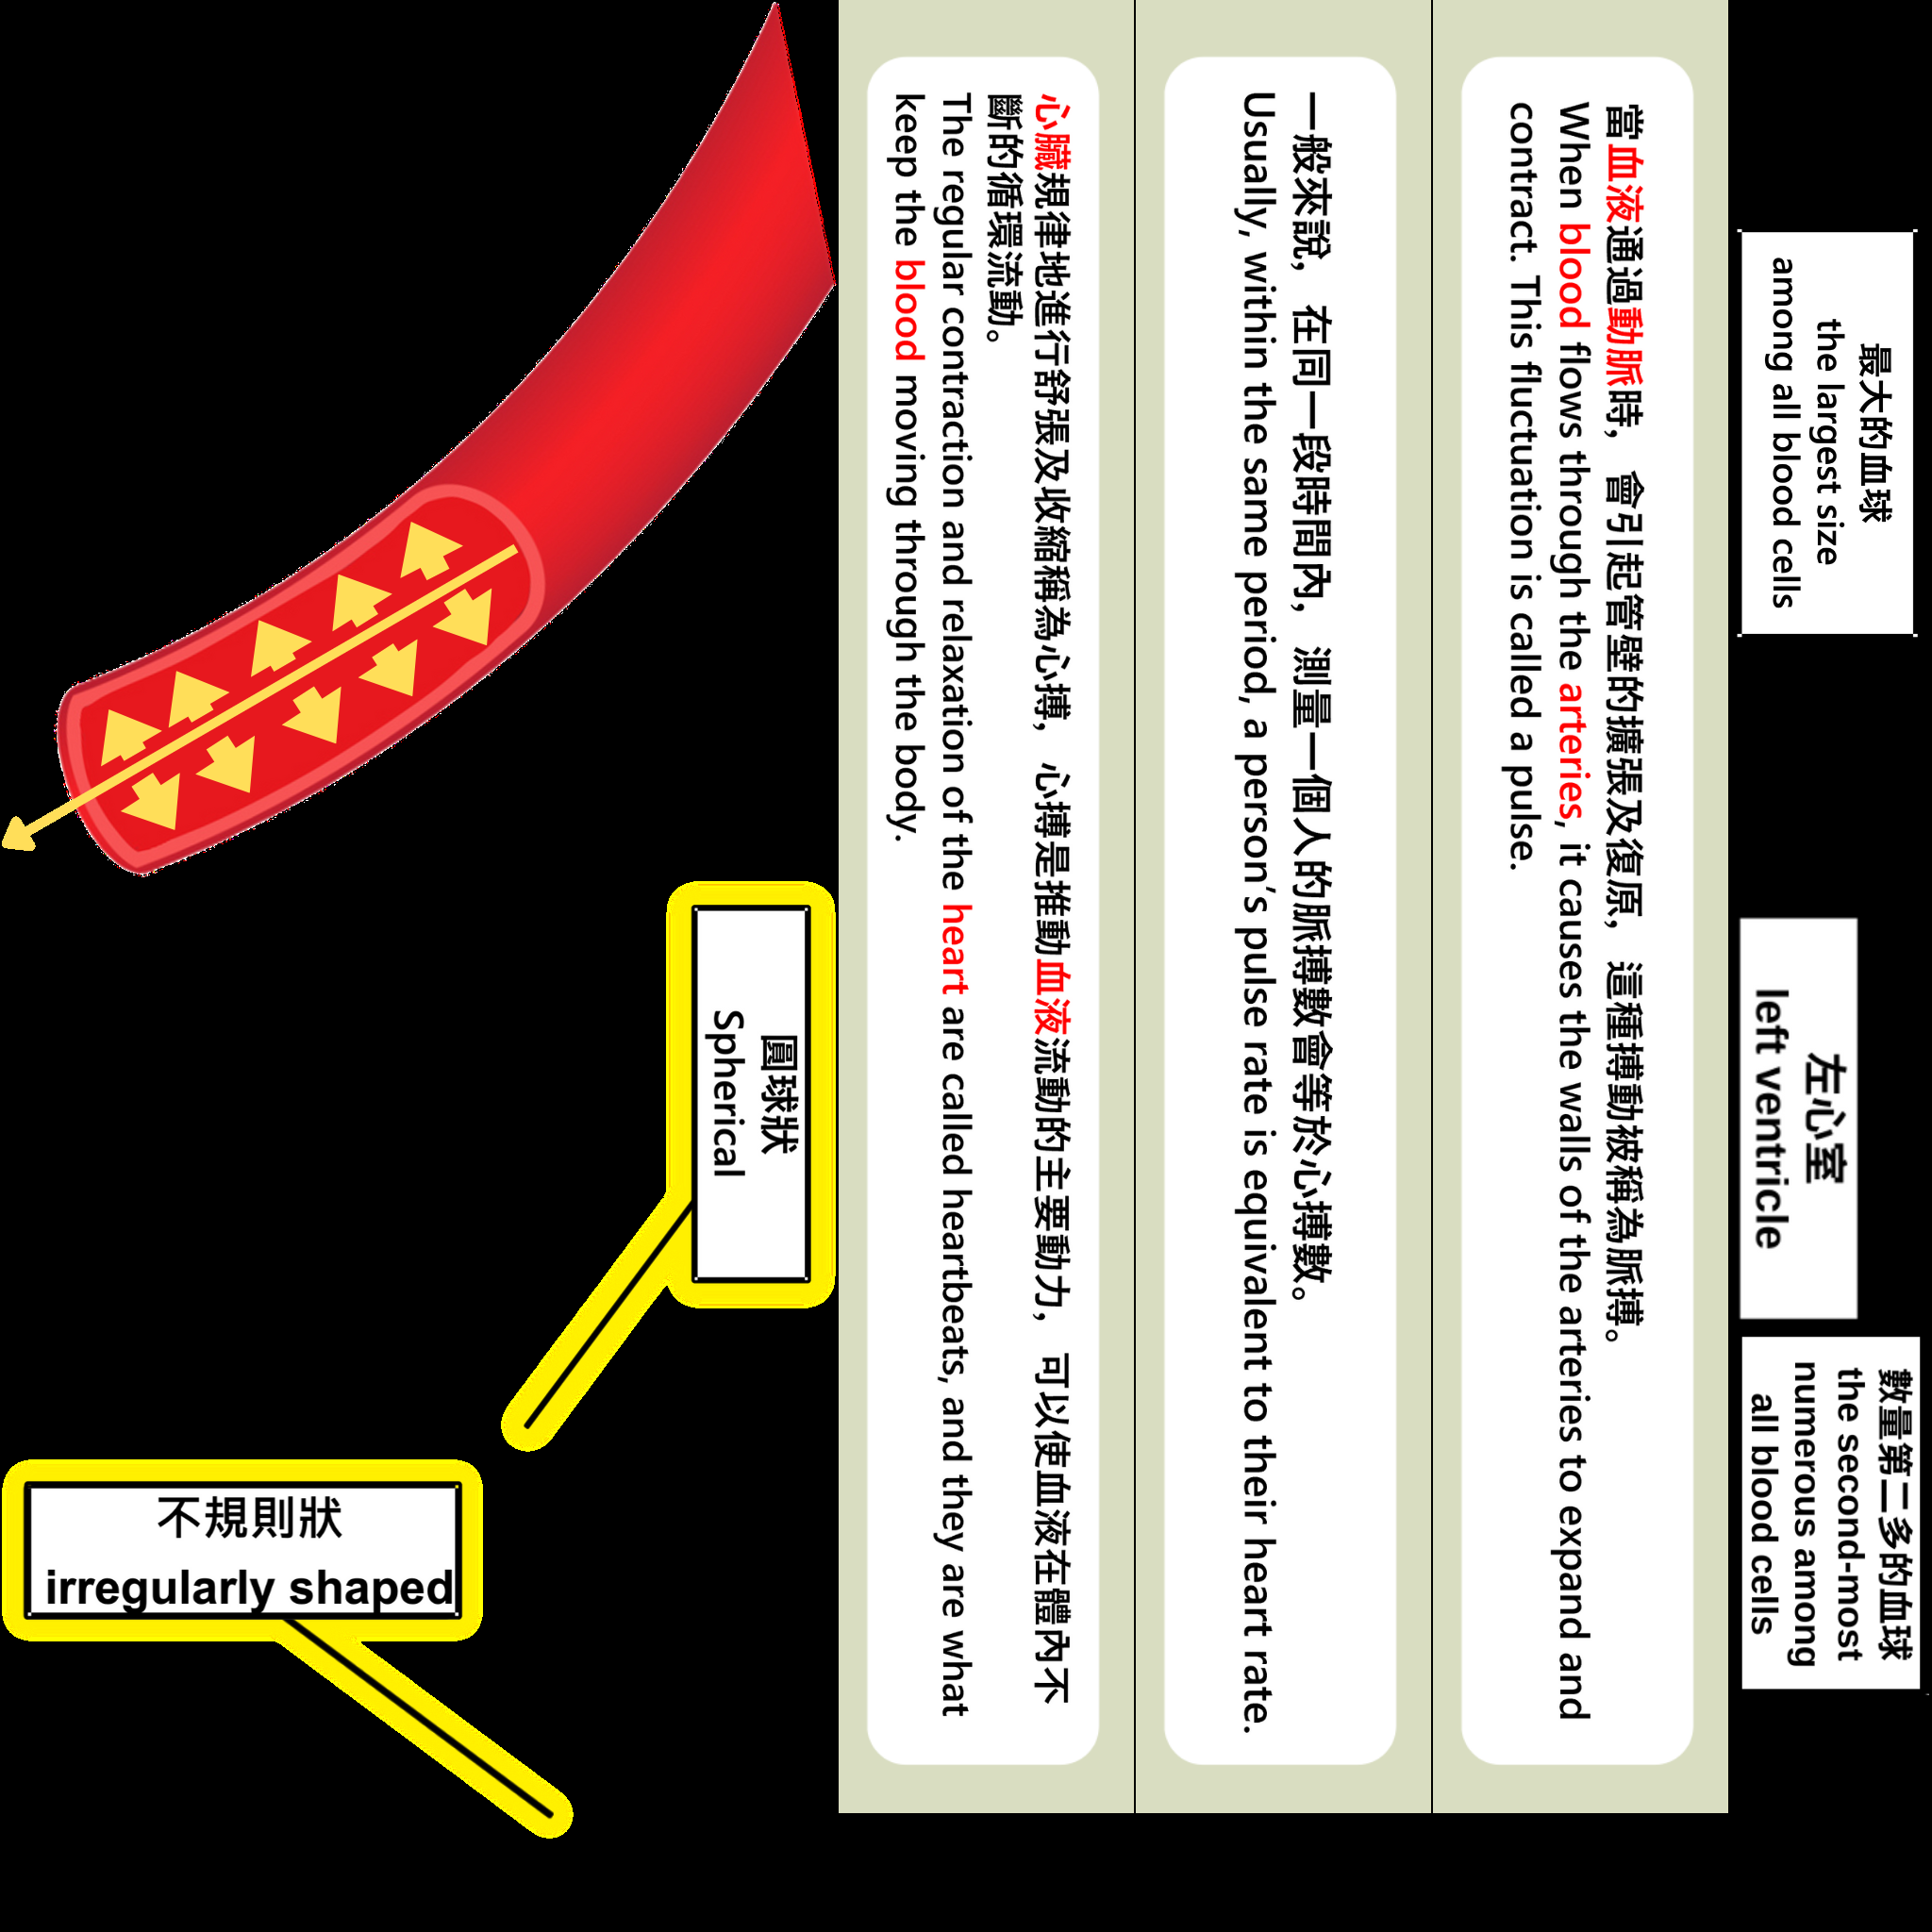 最大的血球
the largest size
among all blood cells
左心室
left ventricle
數量第二多的血球
the second-most
numerous among
all blood cells
當血液通過動脈時，會引起管壁的擴張及復原，這種搏動被稱為脈搏。
When blood flows through the arteries, it causes the walls of the arteries to expand and
contract. This fluctuation is called a pulse.
一般來說，在同一段時間內，測量一個人的脈搏數會等於心搏數。
Usually, within the same period, a person’s pulse rate is equivalent to their heart rate.
心臟規律地進行舒張及收縮稱為心搏，心搏是推動血液流動的主要動力，可以使血液在體內不
斷的循環流動。
The regular contraction and relaxation of the heart are called heartbeats, and they are what
keep the blood moving through the body.
圓球狀
Spherical
不規則狀
irregularly shaped